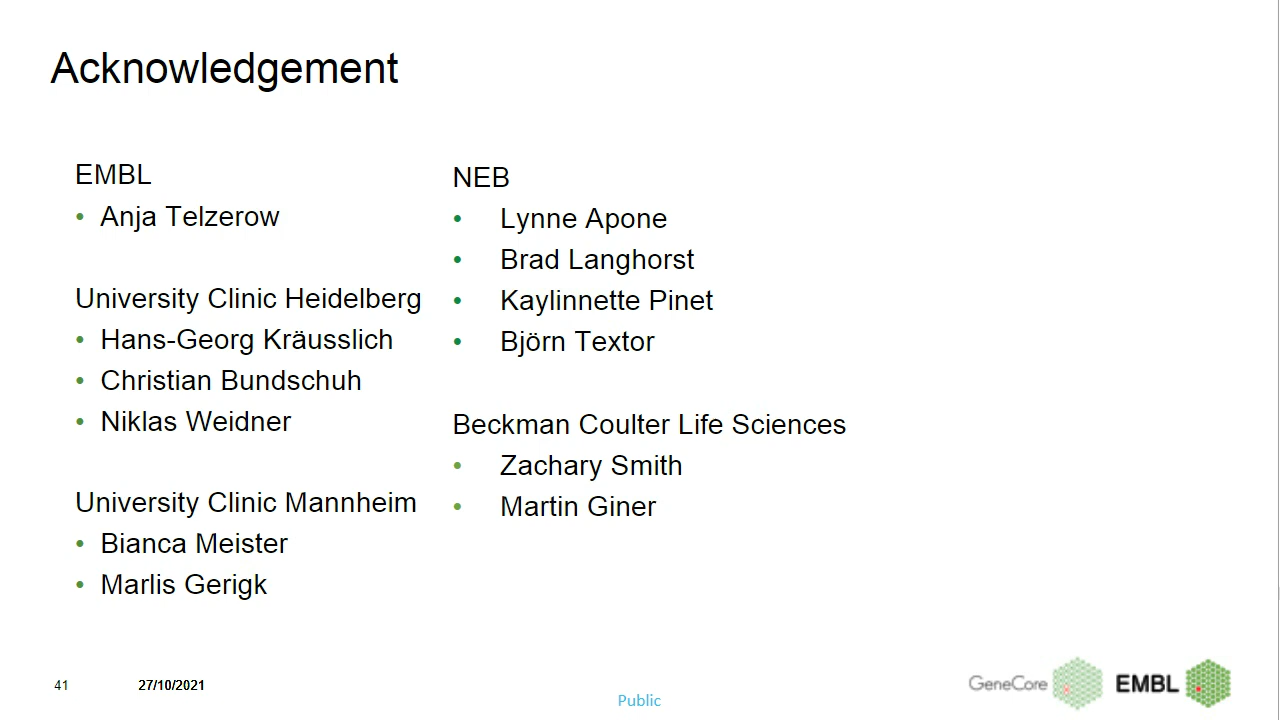 Acknowledgement
EMBL
• Anja Telzerow
University Clinic Heidelberg
• Hans-Georg Kräusslich
• Christian Bundschuh
• Niklas Weidner
University Clinic Mannheim
• Bianca Meister
• Marlis Gerigk
NEB
• Lynne Apone
• Brad Langhorst
• Kaylinnette Pinet
• Björn Textor
Beckman Coulter Life Sciences
• Zachary Smith
• Martin Giner
41
27/10/2021
Public
GeneCore
EMBL